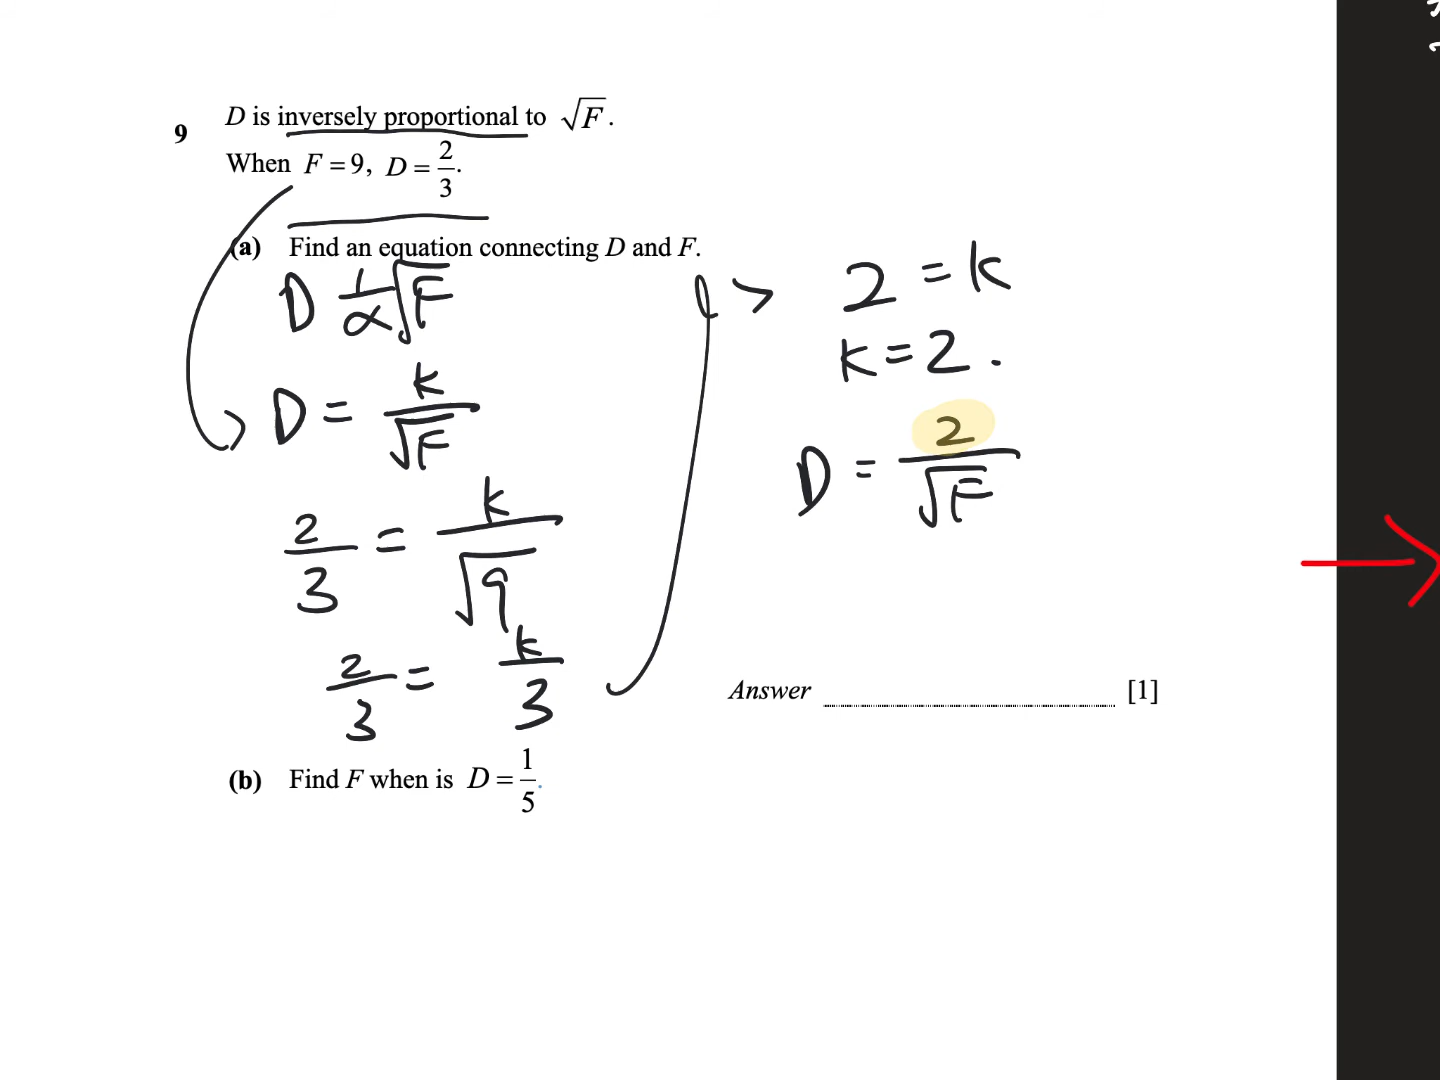 9 D is inversely proportional to √F.
When F = 9, D = 2/3.
(a) Find an equation connecting D and F.
D 1/α √F
D = k/√F
2/3 = k/√9
2/3 = k/3
2 = k
k = 2.
D = 2/√F
Answer ........................ [1]
(b) Find F when is D = 1/5.